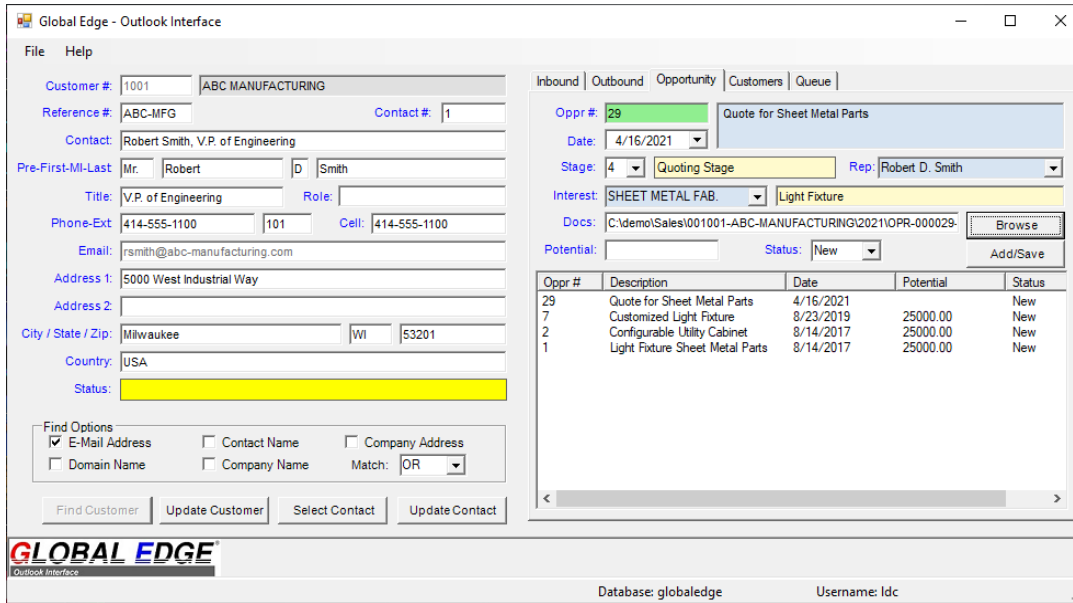 Global Edge - Outlook Interface
File Help
Customer #: 1001 ABC MANUFACTURING
Reference #: ABC-MFG Contact #: 1
Contact: Robert Smith, V.P. of Engineering
Pre-First-MI-Last Mr. Robert D Smith
Title: V.P. of Engineering Role:
Phone-Ext 414-555-1100 101 Cell: 414-555-1100
Email: rsmith@abc-manufacturing.com
Address 1: 5000 West Industrial Way
Address 2:
City / State / Zip: Milwaukee WI 53201
Country: USA
Status:
Find Options
E-Mail Address Contact Name Company Address
Domain Name Company Name Match: OR
Find Customer Update Customer Select Contact Update Contact
Inbound Outbound Opportunity Customers Queue
Oppr #: 29 Quote for Sheet Metal Parts
Date: 4/16/2021
Stage: 4 Quoting Stage Rep: Robert D. Smith
Interest: SHEET METAL FAB. Light Fixture
Docs: C:\demo\Sales\001001-ABC-MANUFACTURING\2021\OPR-000029- Browse
Potential: Status: New Add/Save
Oppr # Description Date Potential Status
29 Quote for Sheet Metal Parts 4/16/2021 New
7 Customized Light Fixture 8/23/2019 25000.00 New
2 Configurable Utility Cabinet 8/14/2017 25000.00 New
1 Light Fixture Sheet Metal Parts 8/14/2017 25000.00 New
GLOBAL EDGE®
Outlook Interface
Database: globaledge Username: ldc